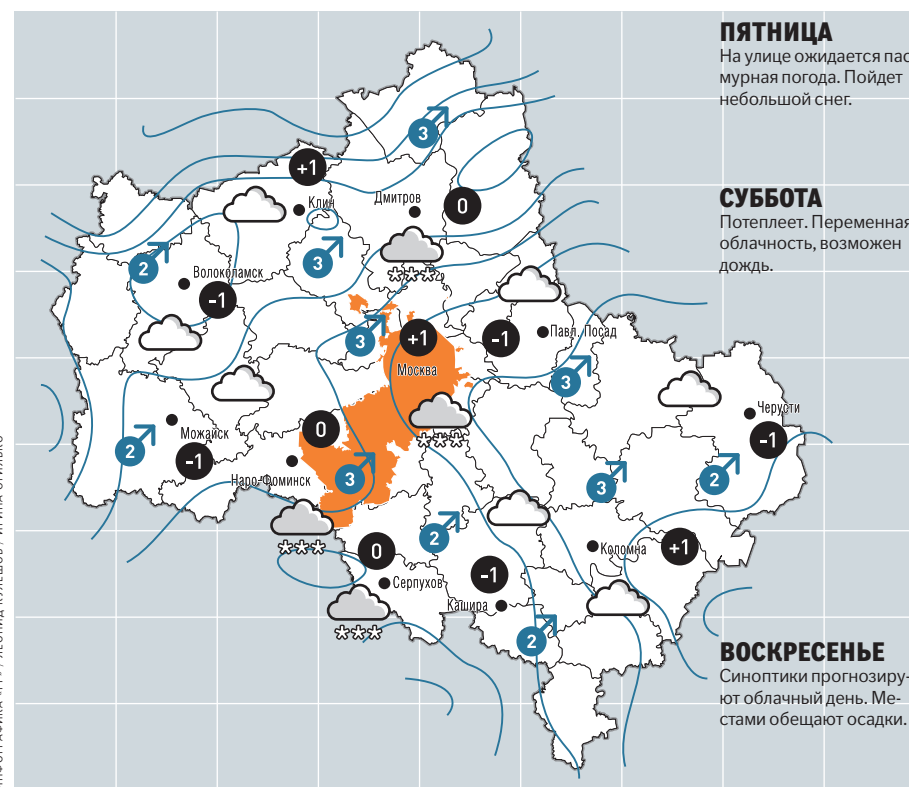 ПЯТНИЦА
На улице ожидается пас
мурная погода. Пойдет
небольшой снег.
СУББОТА
Потеплеет. Переменная
облачность, возможен
дождь.
ВОСКРЕСЕНЬЕ
Синоптики прогнозиру-
ют облачный день. Ме-
стами обещают осадки.
3
+1
Клин
Дмитров
0
3
2
Волоколамск
-1
3
+1
Москва
-1
Павл. Посад
3
Черусти
-1
2
Можайск
-1
0
Наро-Фоминск
3
3
2
2
0
Серпухов
-1
Кашира
Коломна
+1
2